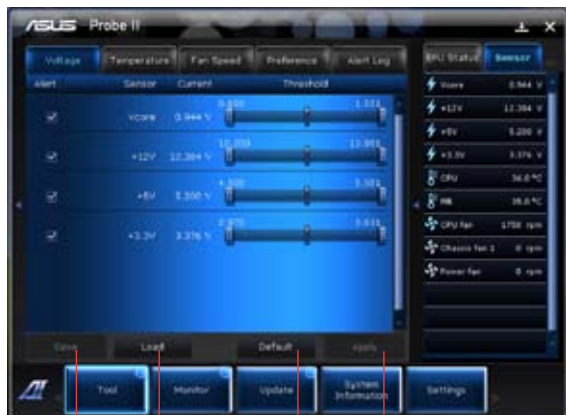 ASUS Probe II
Voltage Temperature Fan Speed Preference Alert Log
Alert Sensor Current Threshold
Vcore 0.944 V
+12V 12.384 V
+5V 5.200 V
+3.3V 3.376 V
Save Load Default Apply
EPU Status Sensor
Vcore 0.944 V
+12V 12.384 V
+5V 5.200 V
+3.3V 3.376 V
CPU 36.0 °C
MB
CPU Fan 1758 rpm
Chassis Fan 1 0 rpm
Power Fan 0 rpm
Tool Monitor Update System Information Settings